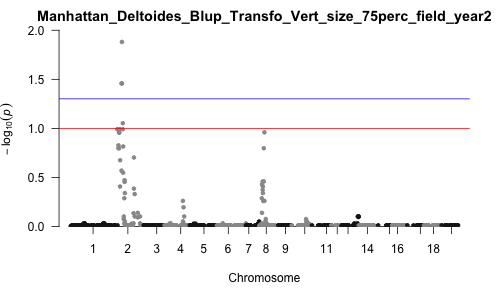 Manhattan_Deltoides_Blup_Transfo_Vert_size_75perc_field_year2
2.0
1.5
1.0
0.5
0.0
− log10(p)
1 2 3 4 5 6 7 8 9 11 14 16 18
Chromosome